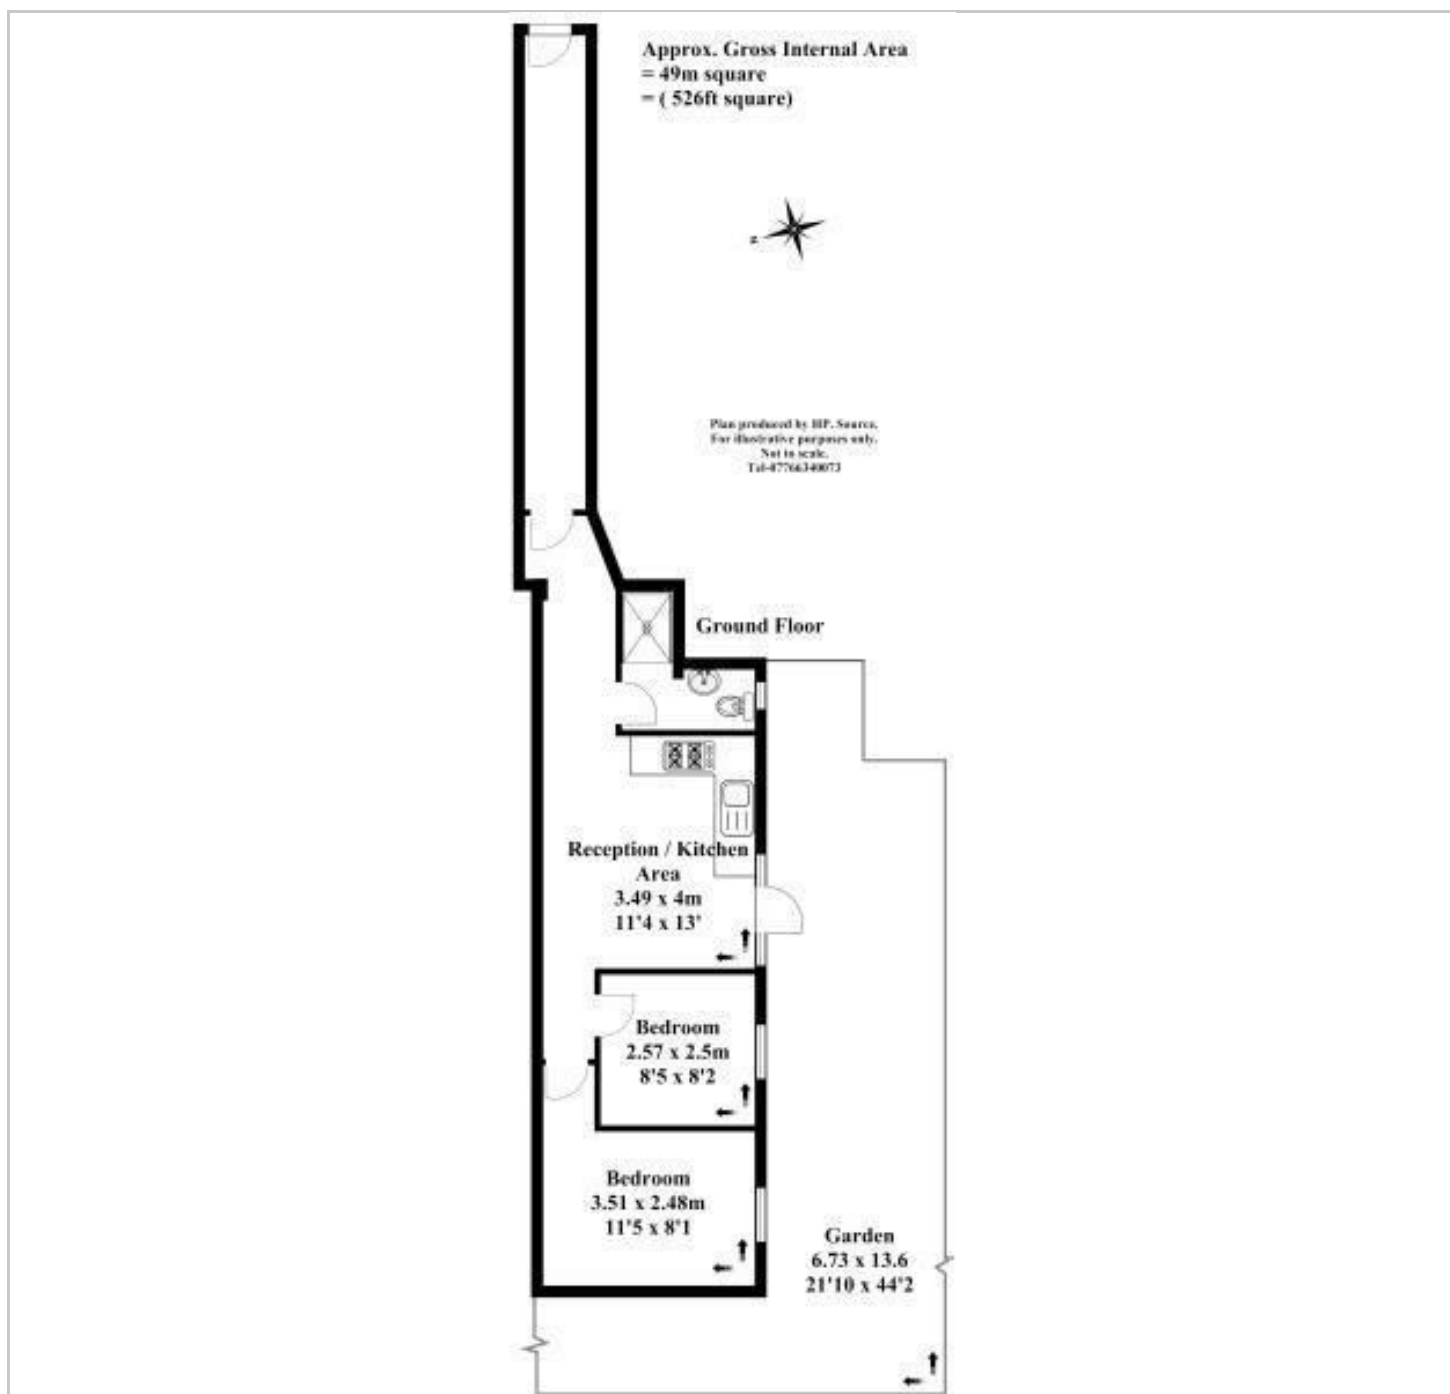 Approx. Gross Internal Area
= 49m square
= ( 526ft square)
z
Plan produced by HP. Source.
For illustrative purposes only.
Not to scale.
Tel-07766340073
Ground Floor
Reception / Kitchen
Area
3.49 x 4m
11'4 x 13'
Bedroom
2.57 x 2.5m
8'5 x 8'2
Bedroom
3.51 x 2.48m
11'5 x 8'1
Garden
6.73 x 13.6
21'10 x 44'2